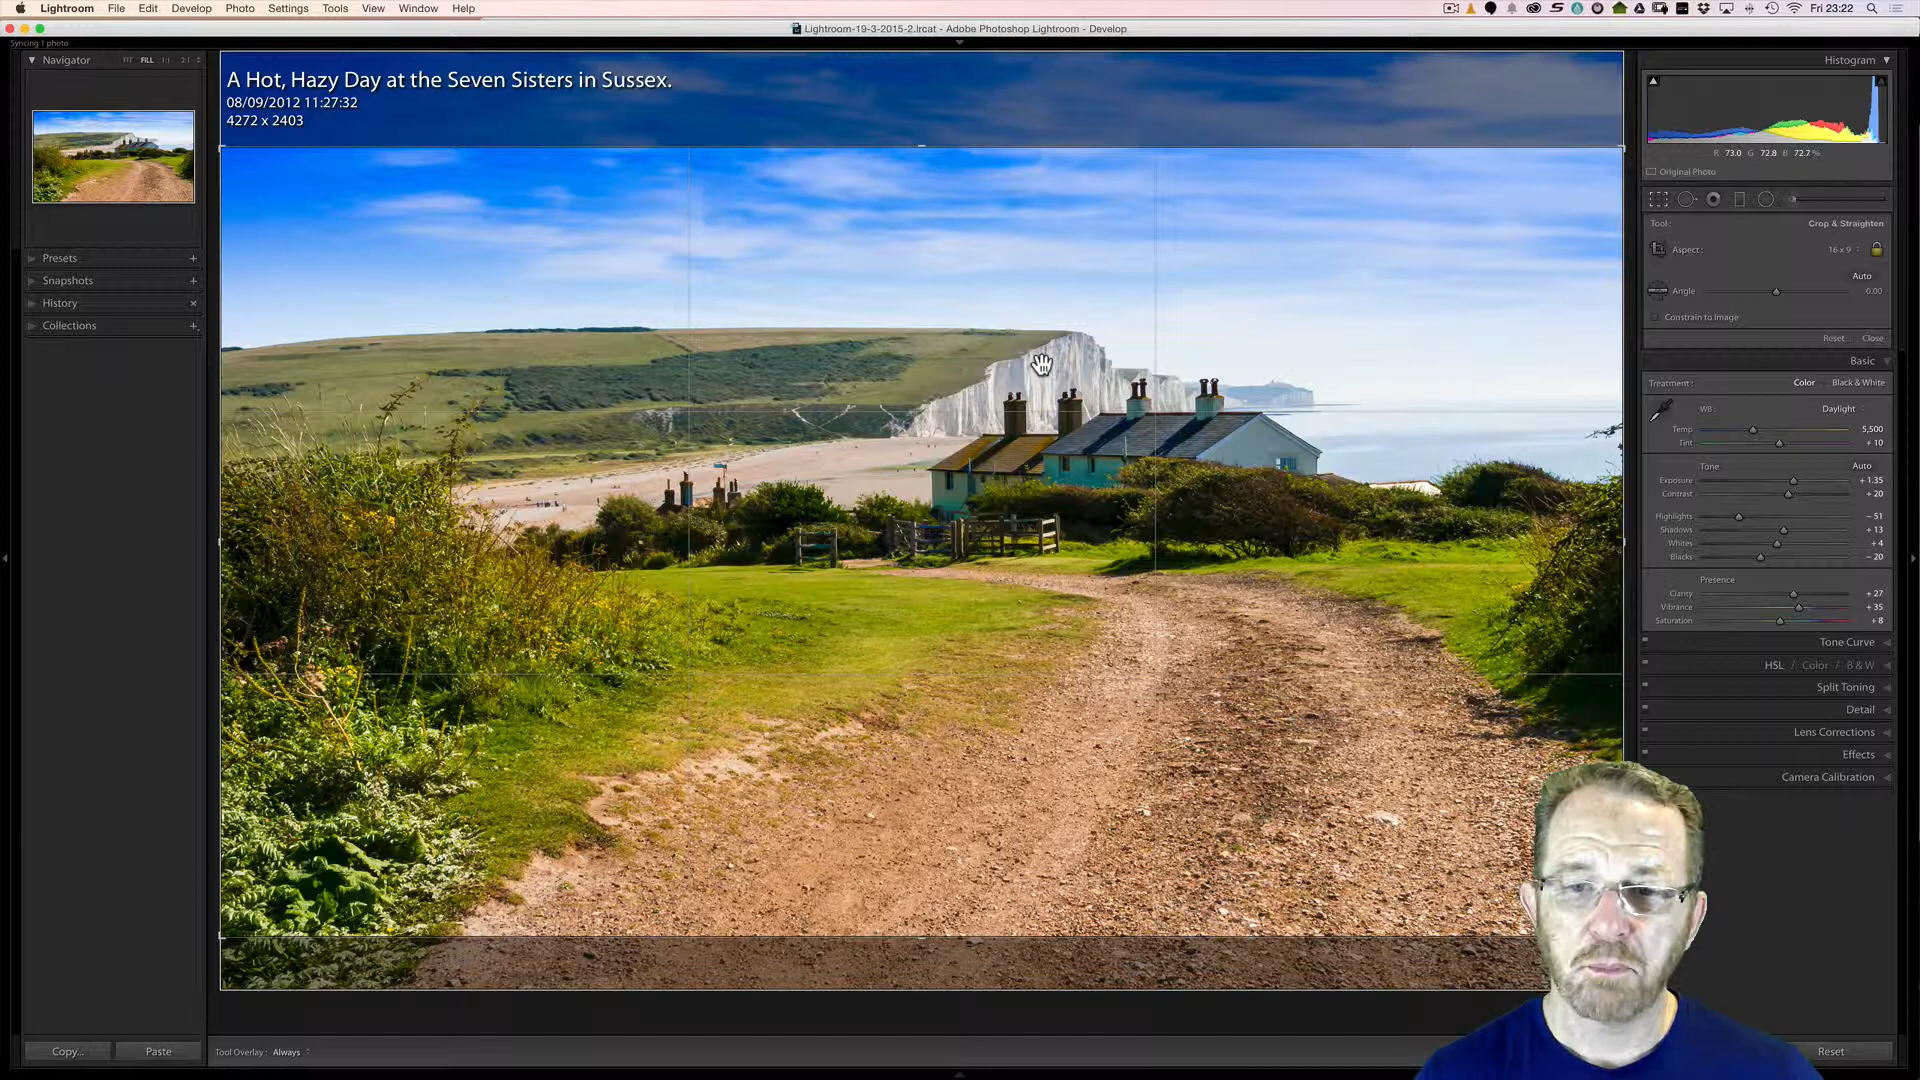 Lightroom File Edit Develop Photo Settings Tools View Window Help Fri 23:22
Lightroom-19-3-2015-2.lrcat - Adobe Photoshop Lightroom - Develop
Syncing 1 photo
Navigator FIT FILL 1:1 2:1
Presets +
Snapshots +
History ×
Collections +
Copy... Paste
A Hot, Hazy Day at the Seven Sisters in Sussex.
08/09/2012 11:27:32
4272 x 2403
Tool Overlay: Always
Histogram
R 73.0 G 72.8 B 72.7 %
Original Photo
Tool: Crop & Straighten
Aspect: 16 x 9
Auto
Angle 0.00
Constrain to Image
Reset Close
Basic
Treatment: Color Black & White
WB: Daylight
Temp 5,500
Tint + 10
Tone Auto
Exposure + 1.35
Contrast + 20
Highlights − 51
Shadows + 13
Whites + 4
Blacks − 20
Presence
Clarity + 27
Vibrance + 35
Saturation + 8
Tone Curve
HSL / Color / B & W
Split Toning
Detail
Lens Corrections
Effects
Camera Calibration
Reset